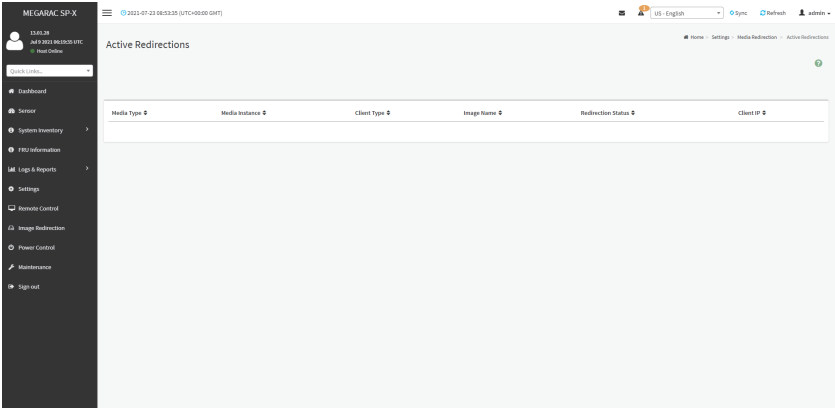 MEGARAC SP-X
2021-07-23 08:53:35 (UTC+00:00 GMT)
US - English
Sync
Refresh
admin
13.01.28
Jul 9 2021 06:19:35 UTC
Host Online
Quick Links...
Dashboard
Sensor
System Inventory
FRU Information
Logs & Reports
Settings
Remote Control
Image Redirection
Power Control
Maintenance
Sign out
Active Redirections
Home > Settings > Media Redirection > Active Redirections
Media Type Media Instance Client Type Image Name Redirection Status Client IP